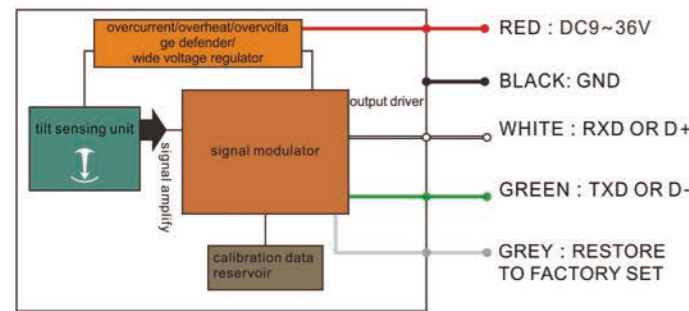 overcurrent/overheat/overvolta
ge defender/
wide voltage regulator
RED : DC9~36V
BLACK: GND
output driver
tilt sensing unit
signal amplify
signal modulator
WHITE : RXD OR D+
GREEN : TXD OR D-
calibration data
reservoir
GREY : RESTORE
TO FACTORY SET